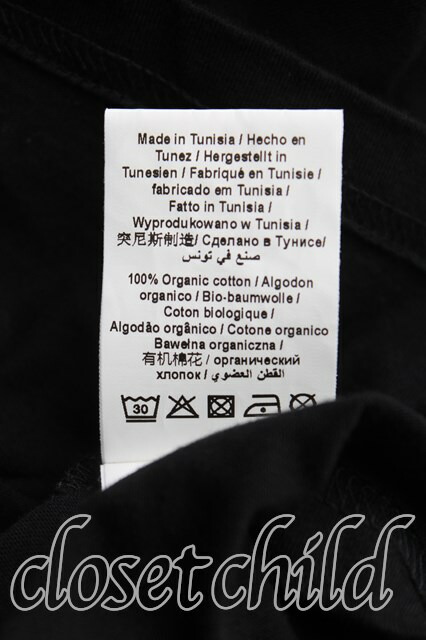 Made in Tunisia / Hecho en
Tunez / Hergestellt in
Tunesien / Fabriqué en Tunisie /
fabricado em Tunisia /
Fatto in Tunisia /
Wyprodukowano w Tunisia /
突尼斯制造/ Сделано в Тунисе/
صنع في تونس
100% Organic cotton / Algodon
organico / Bio-baumwolle /
Coton biologique /
Algodão orgânico / Cotone organico
Bawełna organiczna /
有机棉花 / органический
хлопок / القطن العضوي /
30
closet child